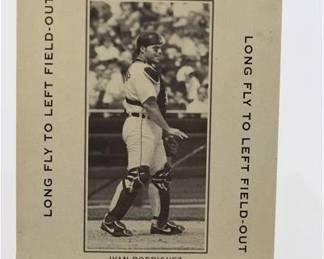 LONG FLY TO LEFT FIELD-OUT
LONG FLY TO LEFT FIELD-OUT
IVAN RODRIGUEZ